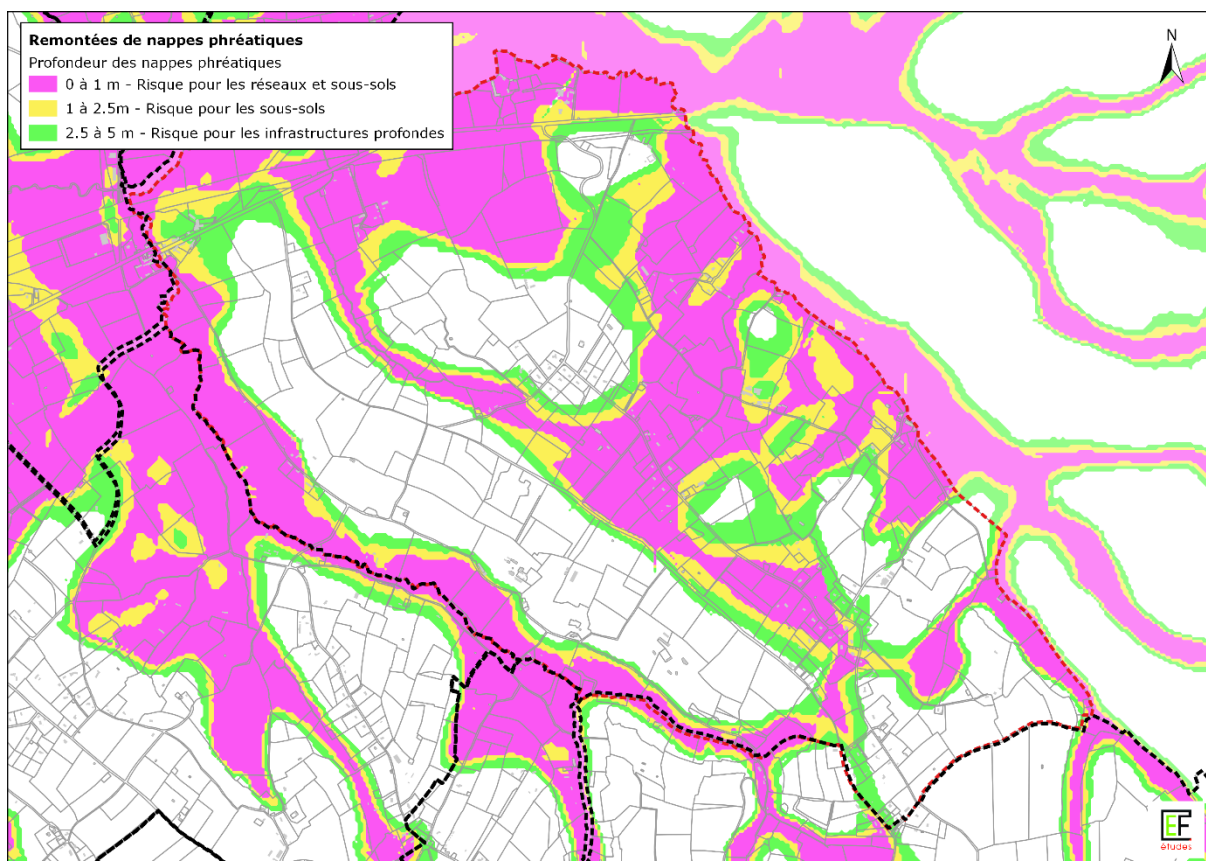 Remontées de nappes phréatiques
Profondeur des nappes phréatiques
0 à 1 m - Risque pour les réseaux et sous-sols
1 à 2.5m - Risque pour les sous-sols
2.5 à 5 m - Risque pour les infrastructures profondes
N
EF
études